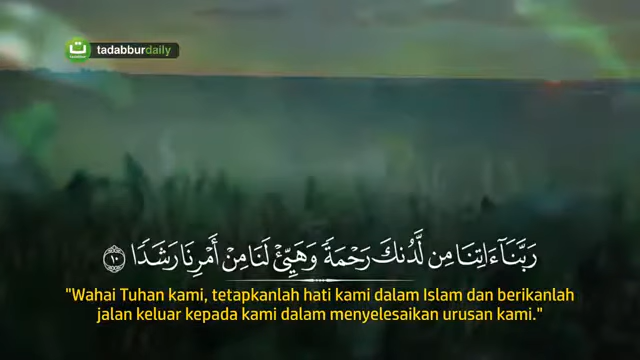 tadabburdaily
رَبَّنَآ ءَاتِنَا مِن لَّدُنكَ رَحْمَةً وَهَيِّئْ لَنَا مِنْ أَمْرِنَا رَشَدًا ۝١٠
"Wahai Tuhan kami, tetapkanlah hati kami dalam Islam dan berikanlah
jalan keluar kepada kami dalam menyelesaikan urusan kami."